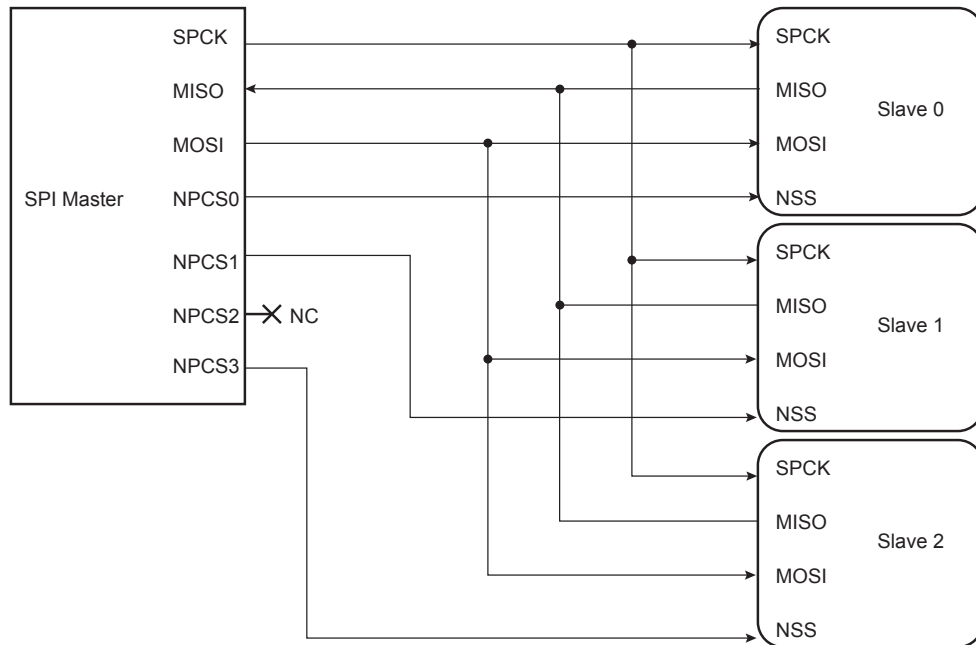 SPI Master
SPCK
MISO
MOSI
NPCS0
NPCS1
NPCS2
NC
NPCS3
SPCK
MISO
Slave 0
MOSI
NSS
SPCK
MISO
Slave 1
MOSI
NSS
SPCK
MISO
Slave 2
MOSI
NSS